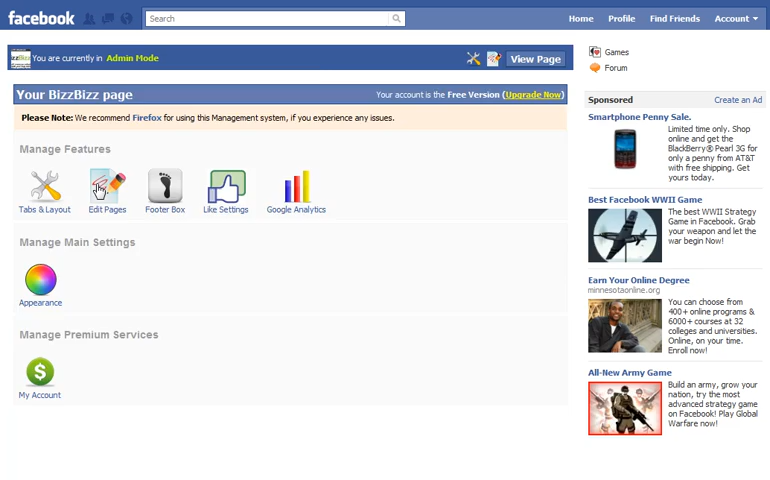 facebook
Search
Home Profile Find Friends Account
You are currently in Admin Mode
View Page
Your BizzBizz page
Your account is the Free Version (Upgrade Now)
Please Note: We recommend Firefox for using this Management system, if you experience any issues.
Manage Features
Tabs & Layout
Edit Pages
Footer Box
Like Settings
Google Analytics
Manage Main Settings
Appearance
Manage Premium Services
$
My Account
Games
Forum
Sponsored
Create an Ad
Smartphone Penny Sale.
Limited time only. Shop
online and get the
BlackBerry® Pearl 3G for
only a penny from AT&T
with free shipping. Get
yours today.
Best Facebook WWII Game
The best WWII Strategy
Game in Facebook. Grab
your weapon and let the
war begin Now!
Earn Your Online Degree
minnesotaonline.org
You can choose from
400+ online programs &
6000+ courses at 32
colleges and universities.
Online, on your time.
Enroll now!
All-New Army Game
Build an army, grow your
nation, try the most
advanced strategy game
on Facebook! Play Global
Warfare now!